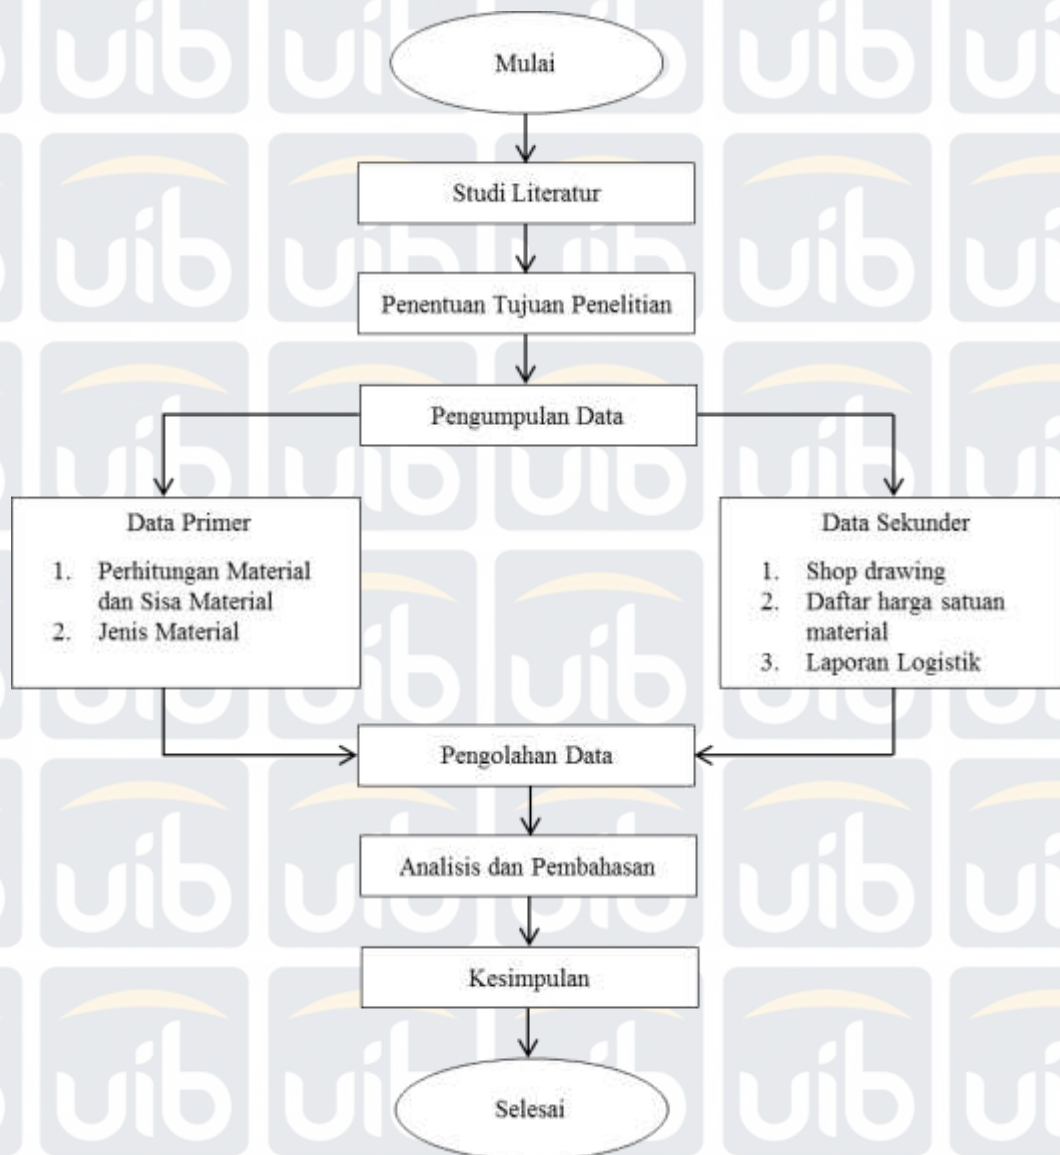 Mulai
Studi Literatur
Penentuan Tujuan Penelitian
Pengumpulan Data
Data Primer
1. Perhitungan Material
dan Sisa Material
2. Jenis Material
Data Sekunder
1. Shop drawing
2. Daftar harga satuan
material
3. Laporan Logistik
Pengolahan Data
Analisis dan Pembahasan
Kesimpulan
Selesai